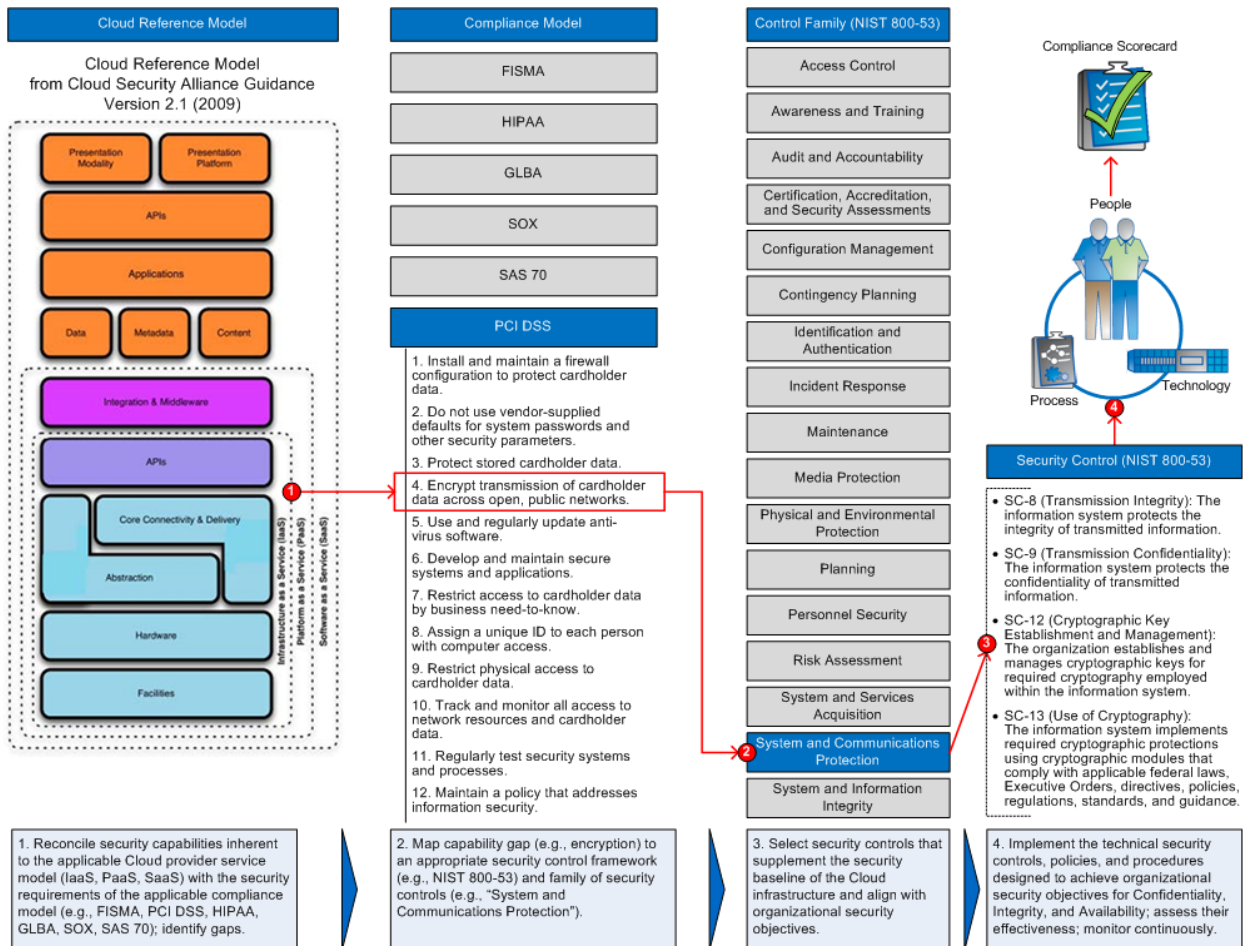 Cloud Reference Model
Cloud Reference Model
from Cloud Security Alliance Guidance
Version 2.1 (2009)
Presentation
Modality
Presentation
Platform
APIs
Applications
Data
Metadata
Content
Integration & Middleware
APIs
Core Connectivity & Delivery
Abstraction
Hardware
Facilities
Infrastructure as a Service (IaaS)
Platform as a Service (PaaS)
Software as a Service (SaaS)
1
Compliance Model
FISMA
HIPAA
GLBA
SOX
SAS 70
PCI DSS
1. Install and maintain a firewall
configuration to protect cardholder
data.
2. Do not use vendor-supplied
defaults for system passwords and
other security parameters.
3. Protect stored cardholder data.
4. Encrypt transmission of cardholder
data across open, public networks.
5. Use and regularly update anti-
virus software.
6. Develop and maintain secure
systems and applications.
7. Restrict access to cardholder data
by business need-to-know.
8. Assign a unique ID to each person
with computer access.
9. Restrict physical access to
cardholder data.
10. Track and monitor all access to
network resources and cardholder
data.
11. Regularly test security systems
and processes.
12. Maintain a policy that addresses
information security.
Control Family (NIST 800-53)
Access Control
Awareness and Training
Audit and Accountability
Certification, Accreditation,
and Security Assessments
Configuration Management
Contingency Planning
Identification and
Authentication
Incident Response
Maintenance
Media Protection
Physical and Environmental
Protection
Planning
Personnel Security
Risk Assessment
System and Services
Acquisition
2
System and Communications
Protection
System and Information
Integrity
Compliance Scorecard
People
Process
Technology
4
Security Control (NIST 800-53)
• SC-8 (Transmission Integrity): The
information system protects the
integrity of transmitted information.
• SC-9 (Transmission Confidentiality):
The information system protects the
confidentiality of transmitted
information.
• SC-12 (Cryptographic Key
Establishment and Management):
The organization establishes and
manages cryptographic keys for
required cryptography employed
within the information system.
3
• SC-13 (Use of Cryptography):
The information system implements
required cryptographic protections
using cryptographic modules that
comply with applicable federal laws,
Executive Orders, directives, policies,
regulations, standards, and guidance.
1. Reconcile security capabilities inherent
to the applicable Cloud provider service
model (IaaS, PaaS, SaaS) with the security
requirements of the applicable compliance
model (e.g., FISMA, PCI DSS, HIPAA,
GLBA, SOX, SAS 70); identify gaps.
2. Map capability gap (e.g., encryption) to
an appropriate security control framework
(e.g., NIST 800-53) and family of security
controls (e.g., “System and
Communications Protection”).
3. Select security controls that
supplement the security
baseline of the Cloud
infrastructure and align with
organizational security
objectives.
4. Implement the technical security
controls, policies, and procedures
designed to achieve organizational
security objectives for Confidentiality,
Integrity, and Availability; assess their
effectiveness; monitor continuously.